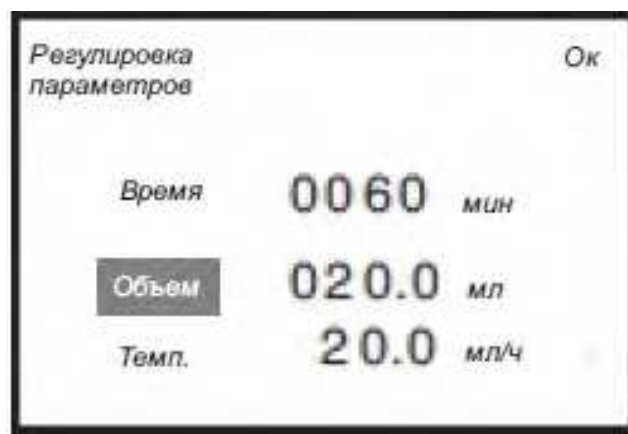 Регулировка Ок
параметров
Время 0060 мин
Объем 020.0 мл
Темп. 20.0 мл/ч